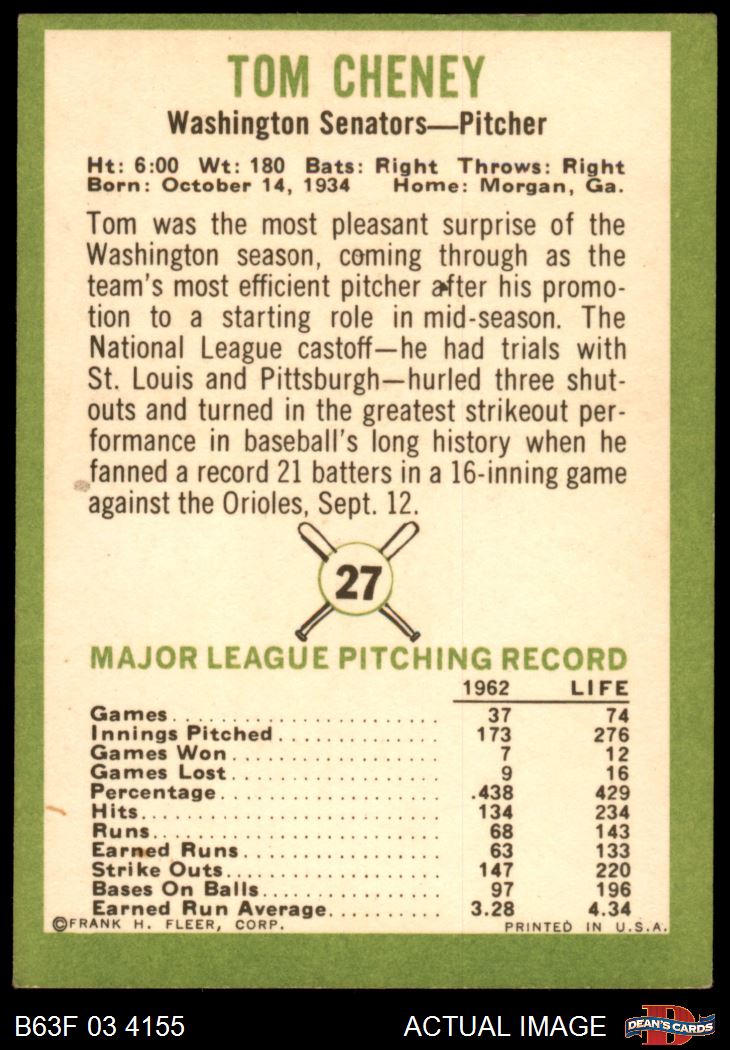 TOM CHENEY
Washington Senators—Pitcher
Ht: 6:00 Wt: 180 Bats: Right Throws: Right
Born: October 14, 1934 Home: Morgan, Ga.
Tom was the most pleasant surprise of the
Washington season, coming through as the
team's most efficient pitcher after his promo-
tion to a starting role in mid-season. The
National League castoff—he had trials with
St. Louis and Pittsburgh—hurled three shut-
outs and turned in the greatest strikeout per-
formance in baseball's long history when he
fanned a record 21 batters in a 16-inning game
against the Orioles, Sept. 12.
27
MAJOR LEAGUE PITCHING RECORD
1962 LIFE
Games 37 74
Innings Pitched 173 276
Games Won 7 12
Games Lost 9 16
Percentage .438 429
Hits 134 234
Runs 68 143
Earned Runs 63 133
Strike Outs 147 220
Bases On Balls 97 196
Earned Run Average 3.28 4.34
©FRANK H. FLEER, CORP. PRINTED IN U.S.A.
B63F 03 4155 ACTUAL IMAGE D DEAN'S CARDS